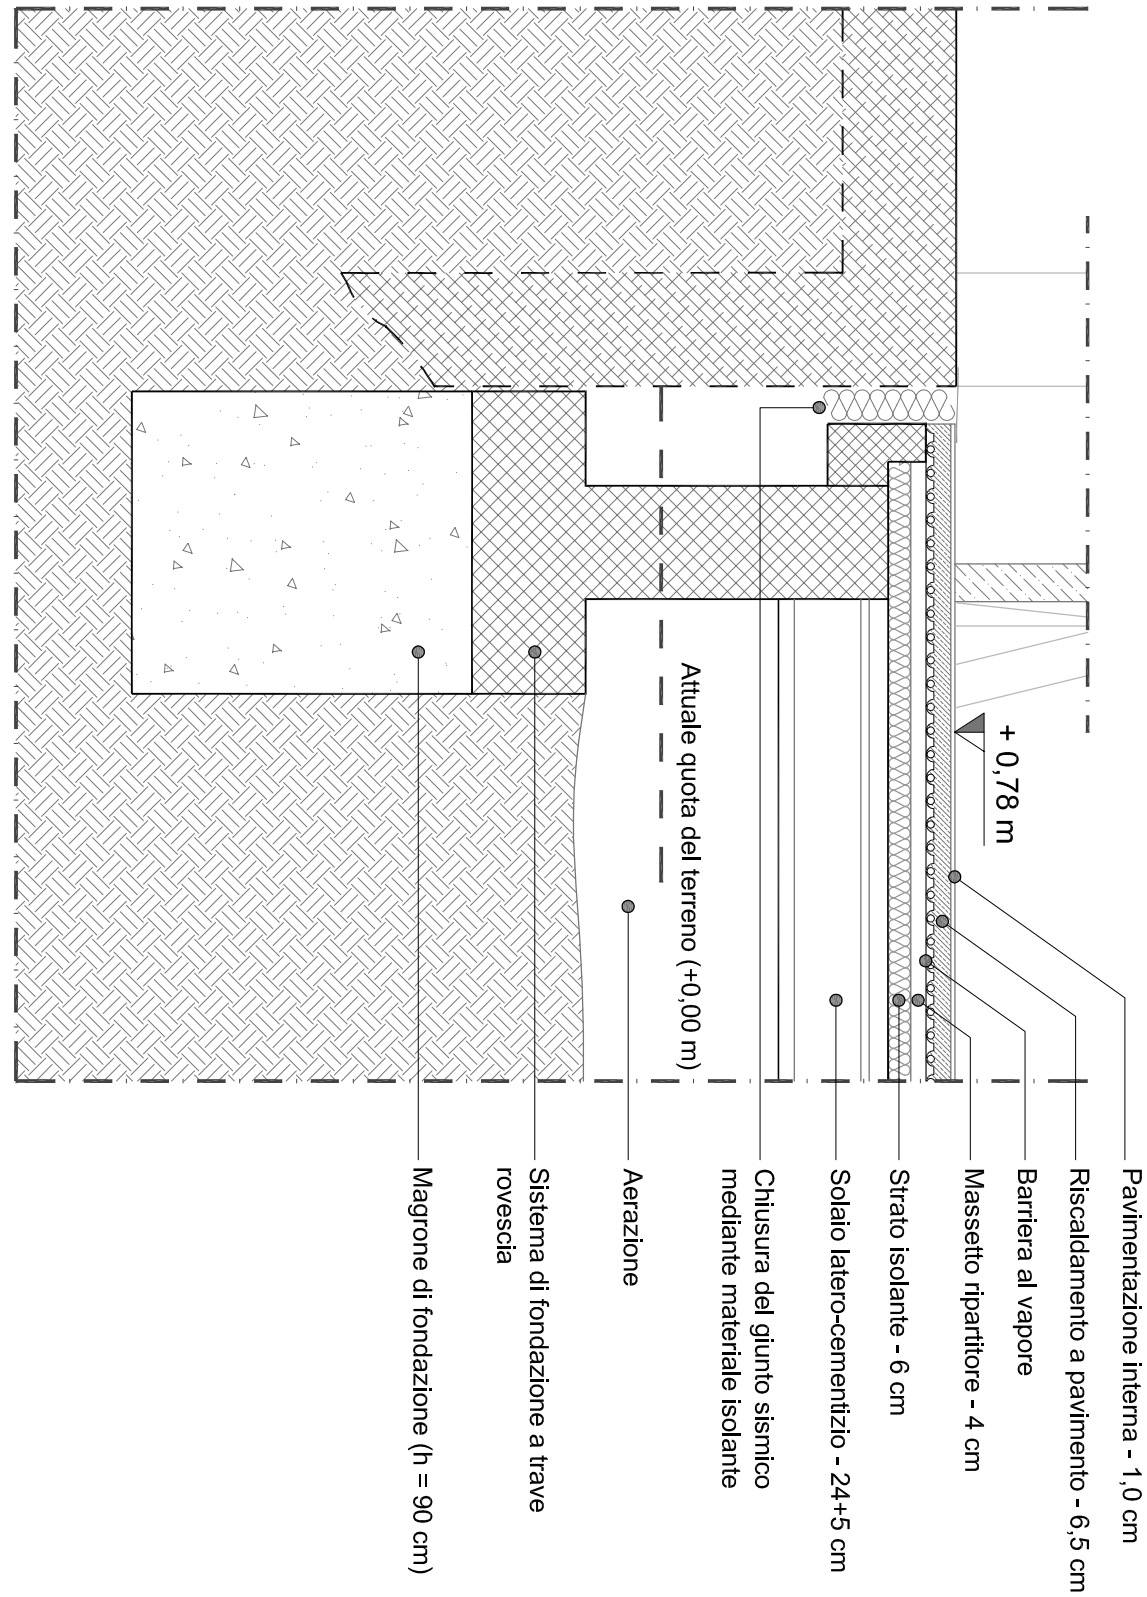 Pavimentazione interna - 1,0 cm
Riscaldamento a pavimento - 6,5 cm
Barriera al vapore
Massetto ripartitore - 4 cm
Strato isolante - 6 cm
Solaio latero-cementizio - 24+5 cm
Chiusura del giunto sismico
mediante materiale isolante
Aerazione
Sistema di fondazione a trave
rovescia
Magrone di fondazione (h = 90 cm)
+ 0,78 m
Attuale quota del terreno (+0,00 m)